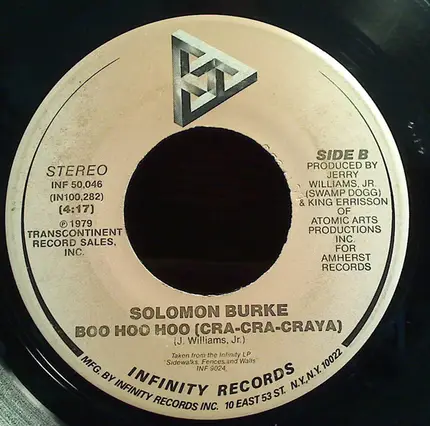 STEREO
INF 50,046
(IN100,282)
(4:17)
℗ 1979
TRANSCONTINENT
RECORD SALES,
INC.
SIDE B
PRODUCED BY
JERRY
WILLIAMS, JR.
(SWAMP DOGG)
& KING ERRISSON
OF
ATOMIC ARTS
PRODUCTIONS
INC.
FOR
AMHERST
RECORDS
SOLOMON BURKE
BOO HOO HOO (CRA-CRA-CRAYA)
(J. Williams, Jr.)
Taken from the Infinity LP
"Sidewalks, Fences and Walls"
INF 9024.
INFINITY RECORDS
MFG. BY INFINITY RECORDS INC. 10 EAST 53 ST. N.Y., N.Y. 10022